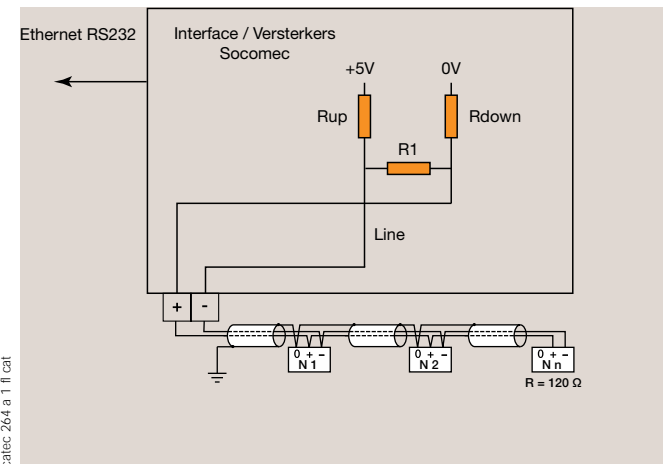 Ethernet RS232
Interface / Versterkers
Socomec
+5V
0V
Rup
Rdown
R1
Line
+
-
0 + -
N 1
0 + -
N 2
0 + -
N n
R = 120 Ω
catec 264 a 1 fl cat